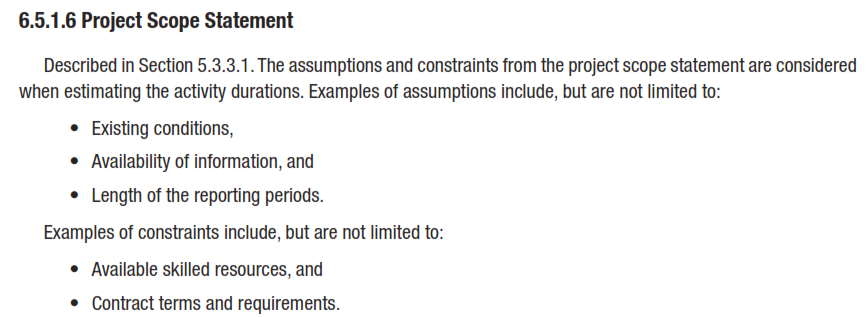 6.5.1.6 Project Scope Statement
Described in Section 5.3.3.1. The assumptions and constraints from the project scope statement are considered
when estimating the activity durations. Examples of assumptions include, but are not limited to:
• Existing conditions,
• Availability of information, and
• Length of the reporting periods.
Examples of constraints include, but are not limited to:
• Available skilled resources, and
• Contract terms and requirements.